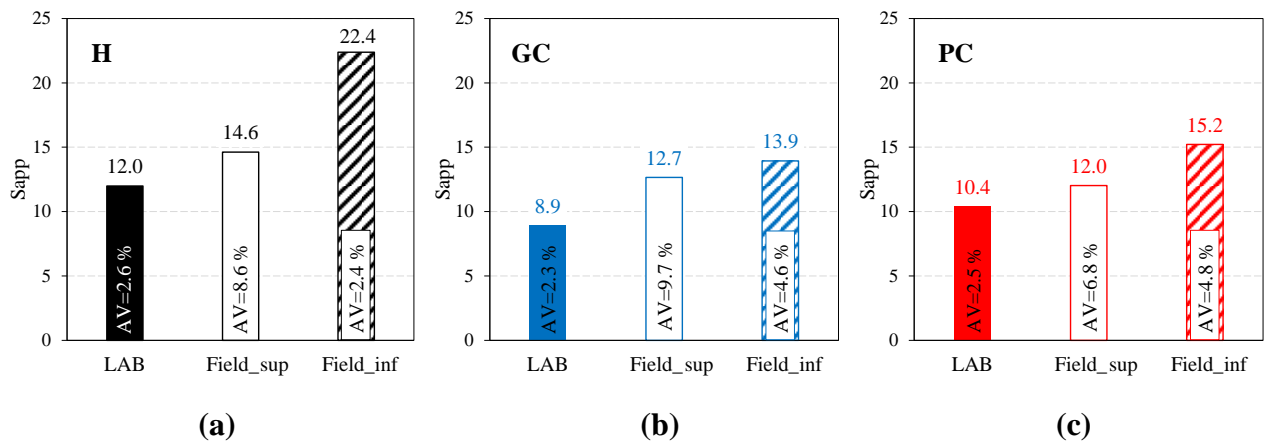 H
25
20
15
10
5
0
Sapp
12.0
14.6
22.4
AV=2.6 %
AV=8.6 %
AV=2.4 %
LAB
Field_sup
Field_inf
(a)
GC
25
20
15
10
5
0
Sapp
8.9
12.7
13.9
AV=2.3 %
AV=9.7 %
AV=4.6 %
LAB
Field_sup
Field_inf
(b)
PC
25
20
15
10
5
0
Sapp
10.4
12.0
15.2
AV=2.5 %
AV=6.8 %
AV=4.8 %
LAB
Field_sup
Field_inf
(c)